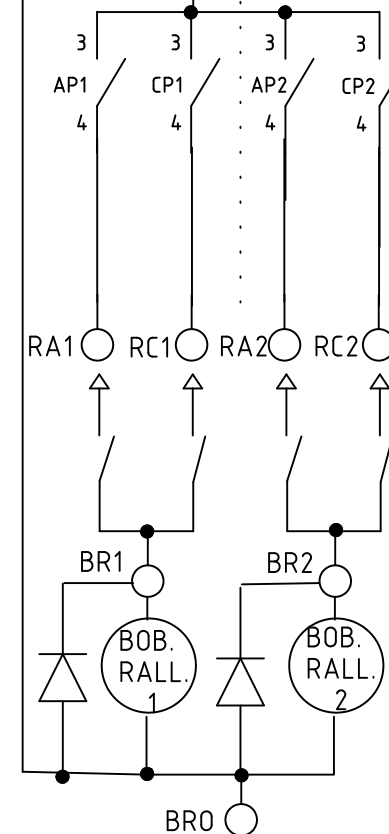 3 3 3 3
AP1 CP1 AP2 CP2
4 4 4 4
RA1 RC1 RA2 RC2
BR1 BR2
BOB. BOB.
RALL. RALL.
1 2
BR0